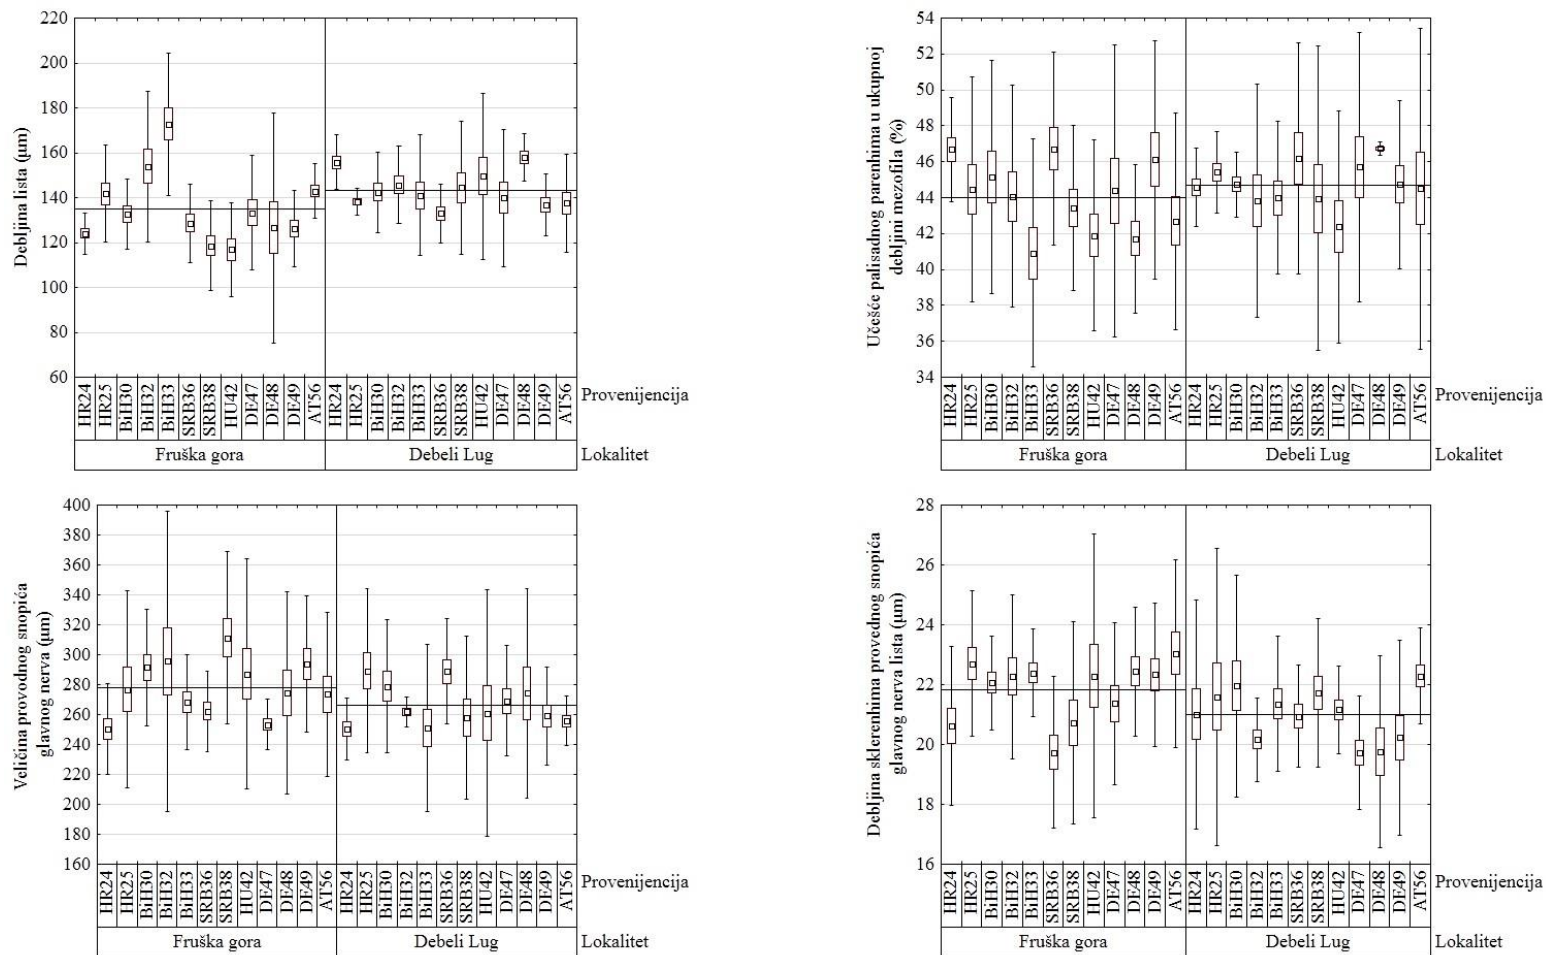 Debljina lista (µm)
220
200
180
160
140
120
100
80
60
HR24
HR25
BiH30
BiH32
BiH33
SRB36
SRB38
HU42
DE47
DE48
DE49
AT56
HR24
HR25
BiH30
BiH32
BiH33
SRB36
SRB38
HU42
DE47
DE48
DE49
AT56
Provenijencija
Fruška gora
Debeli Lug
Lokalitet
Učešće palisadnog parenhima u ukupnoj
debljini mezofila (%)
54
52
50
48
46
44
42
40
38
36
34
HR24
HR25
BiH30
BiH32
BiH33
SRB36
SRB38
HU42
DE47
DE48
DE49
AT56
HR24
HR25
BiH30
BiH32
BiH33
SRB36
SRB38
HU42
DE47
DE48
DE49
AT56
Provenijencija
Fruška gora
Debeli Lug
Lokalitet
Veličina provodnog snopića
glavnog nerva (µm)
400
380
360
340
320
300
280
260
240
220
200
180
160
HR24
HR25
BiH30
BiH32
BiH33
SRB36
SRB38
HU42
DE47
DE48
DE49
AT56
HR24
HR25
BiH30
BiH32
BiH33
SRB36
SRB38
HU42
DE47
DE48
DE49
AT56
Provenijencija
Fruška gora
Debeli Lug
Lokalitet
Debljina sklerenhima provednog snopića
glavnog nerva lista (µm)
28
26
24
22
20
18
16
HR24
HR25
BiH30
BiH32
BiH33
SRB36
SRB38
HU42
DE47
DE48
DE49
AT56
HR24
HR25
BiH30
BiH32
BiH33
SRB36
SRB38
HU42
DE47
DE48
DE49
AT56
Provenijencija
Fruška gora
Debeli Lug
Lokalitet